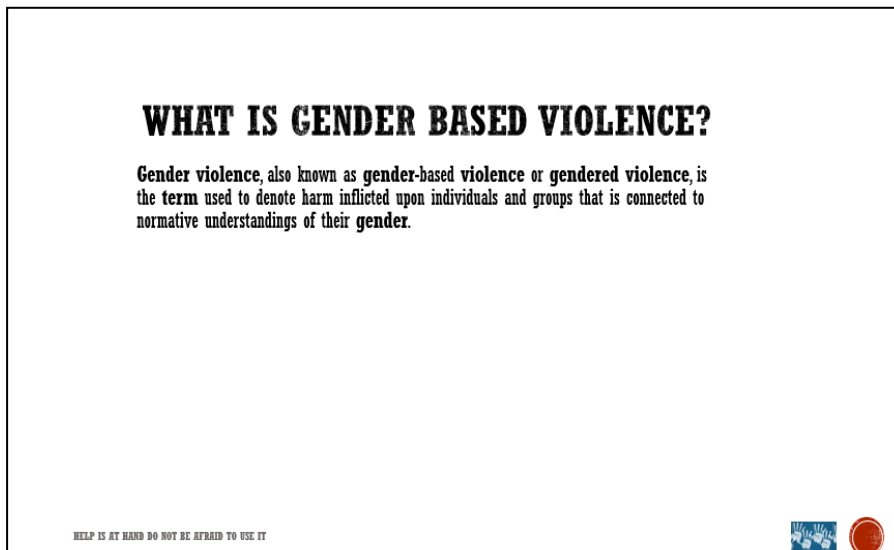 WHAT IS GENDER BASED VIOLENCE?
Gender violence, also known as gender-based violence or gendered violence, is
the term used to denote harm inflicted upon individuals and groups that is connected to
normative understandings of their gender.
HELP IS AT HAND DO NOT BE AFRAID TO USE IT